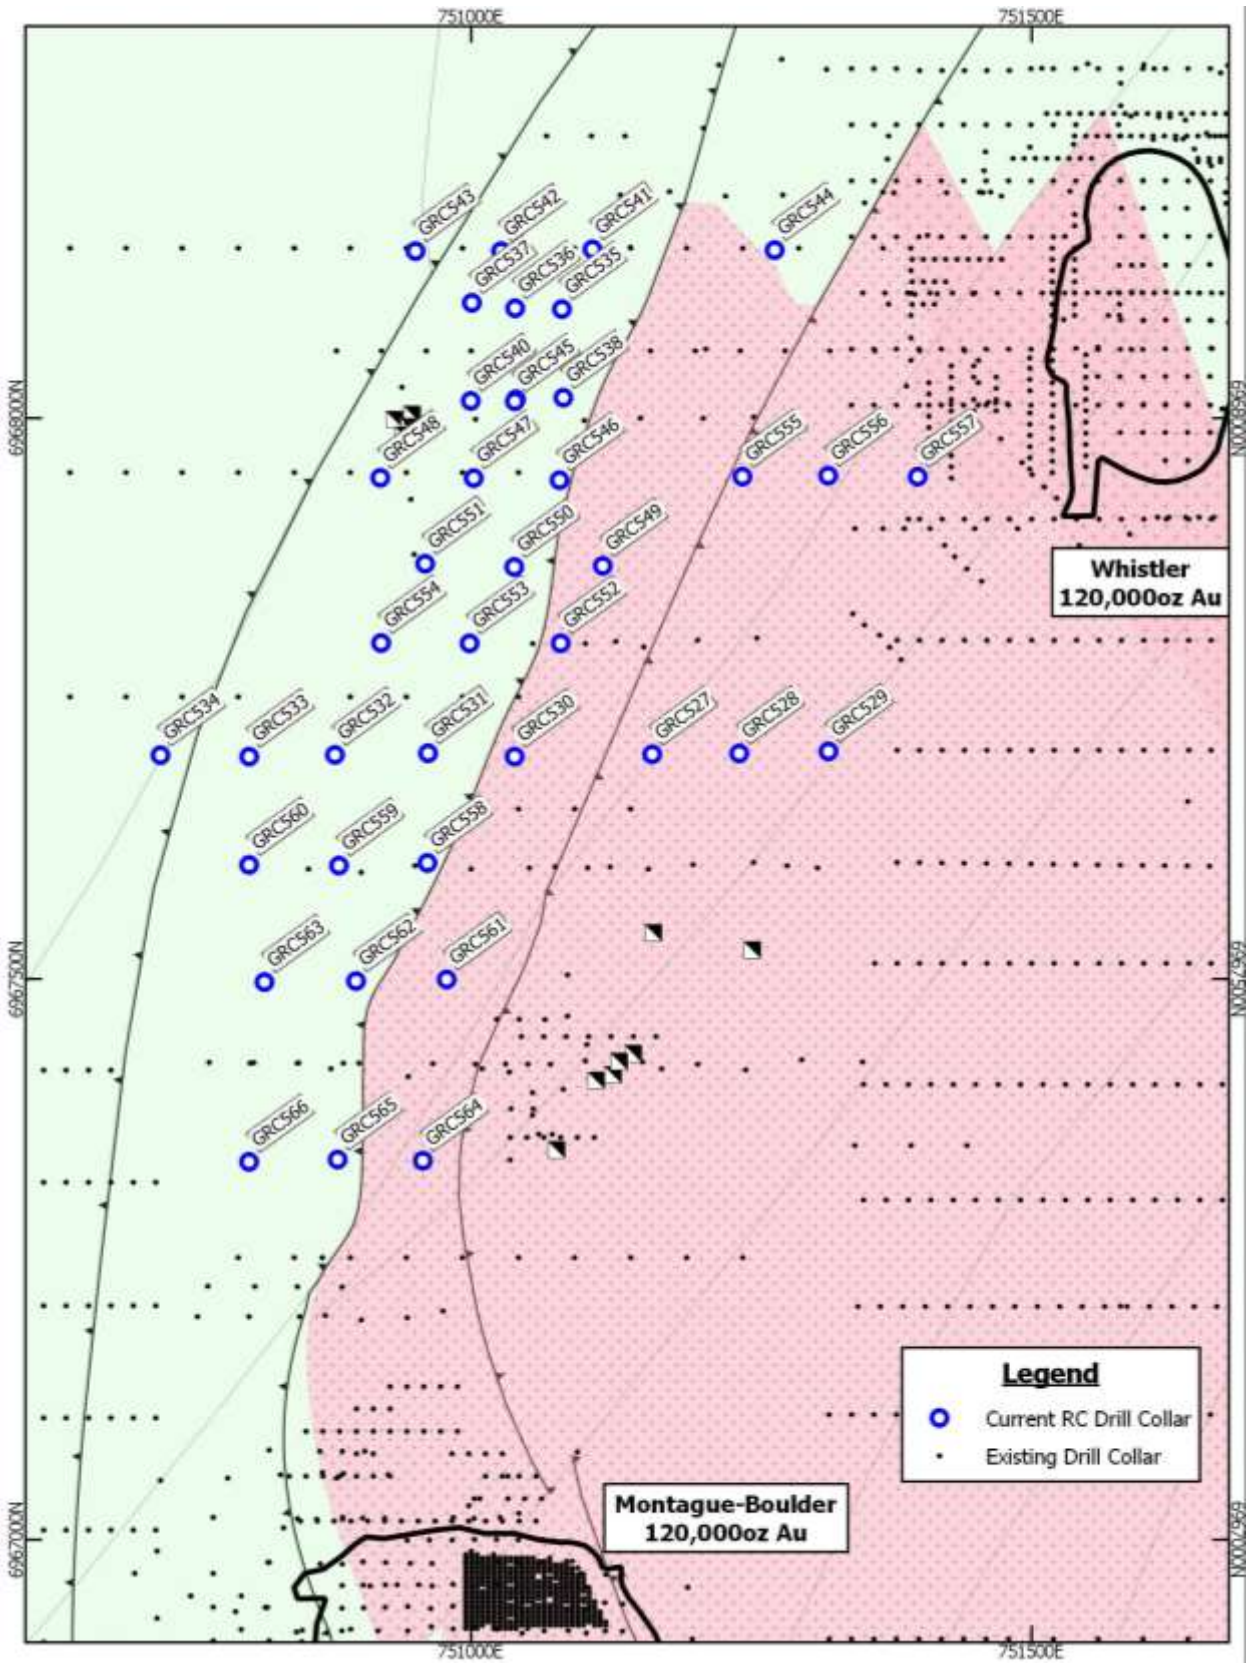 751000E
751500E
GRC543
GRC542
GRC541
GRC544
GRC537
GRC536
GRC535
GRC540
GRC545
GRC538
6968000N
6968000N
GRC548
GRC547
GRC546
GRC555
GRC556
GRC557
GRC551
GRC550
GRC549
Whistler
120,000oz Au
GRC554
GRC553
GRC552
GRC534
GRC533
GRC532
GRC531
GRC530
GRC527
GRC528
GRC529
GRC560
GRC559
GRC558
GRC563
GRC562
GRC561
6967500N
6967500N
GRC566
GRC565
GRC564
Legend
Current RC Drill Collar
Existing Drill Collar
Montague-Boulder
120,000oz Au
6967000N
6967000N
751000E
751500E